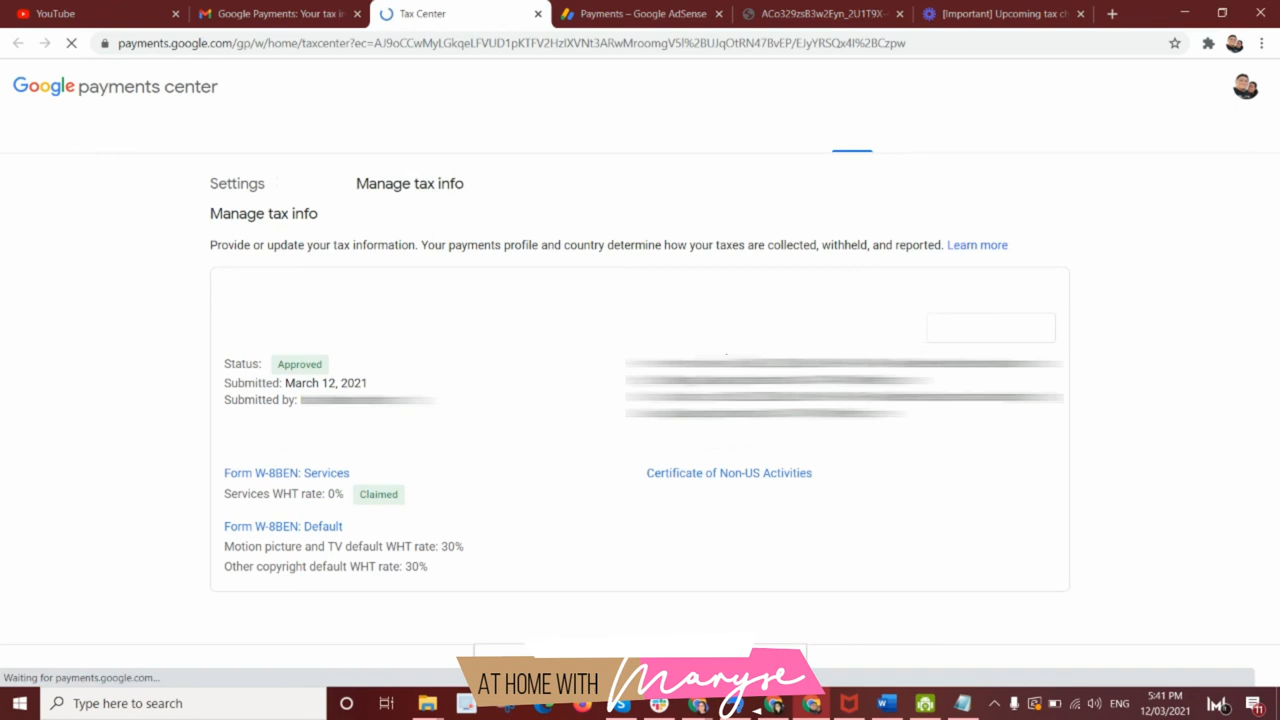 YouTube
Google Payments: Your tax in
Tax Center
Payments – Google AdSense
ACo329zsB3w2Eyn_2U1T9X-
[Important] Upcoming tax ch
payments.google.com/gp/w/home/taxcenter?
Google payments center
Settings
Manage tax info
Manage tax info
Provide or update your tax information. Your payments profile and country determine how your taxes are collected, withheld, and reported. Learn more
Status: Approved
Submitted: March 12, 2021
Submitted by:
Form W-8BEN: Services
Certificate of Non-US Activities
Services WHT rate: 0% Claimed
Form W-8BEN: Default
Motion picture and TV default WHT rate: 30%
Other copyright default WHT rate: 30%
Waiting for payments.google.com...
AT HOME WITH Maryse
Type here to search
ENG
5:41 PM
12/03/2021
11